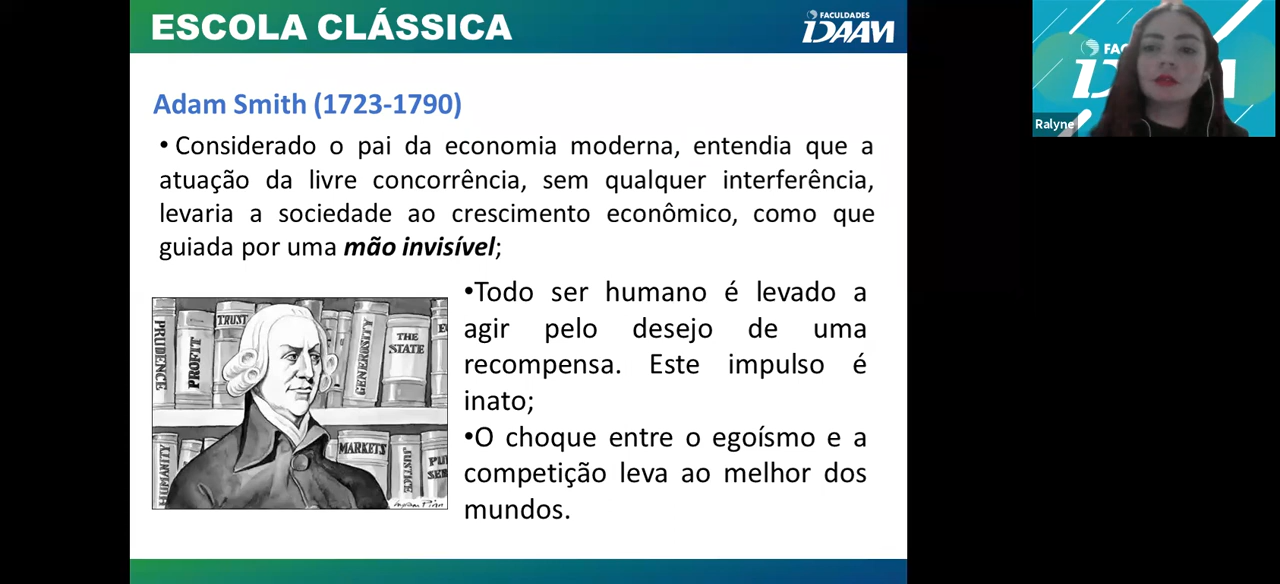 ESCOLA CLÁSSICA
FACULDADES
IDAAM
FAC
Ralyne
Adam Smith (1723-1790)
• Considerado o pai da economia moderna, entendia que a
atuação da livre concorrência, sem qualquer interferência,
levaria a sociedade ao crescimento econômico, como que
guiada por uma mão invisível;
PRUDENCE
PROFIT
TRUST
GENEROSITY
THE
STATE
HUMANITY
MARKETS
JUSTICE
•Todo ser humano é levado a
agir pelo desejo de uma
recompensa. Este impulso é
inato;
•O choque entre o egoísmo e a
competição leva ao melhor dos
mundos.